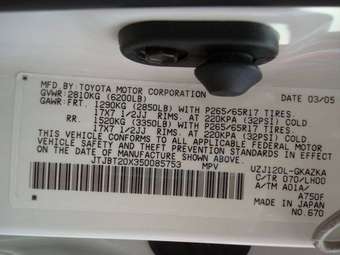 MFD. BY TOYOTA MOTOR CORPORATION DATE 03/05
GVWR: 2810KG (6200LB)
GAWR: FRT. 1290KG (2850LB) WITH P265/65R17 TIRES.
17X7 1/2JJ RIMS. AT 220KPA (32PSI) COLD
RT. 1520KG (3350LB) WITH P265/65R17 TIRES.
17X7 1/2JJ RIMS. AT 220KPA (32PSI) COLD
THIS VEHICLE CONFORMS TO ALL APPLICABLE FEDERAL MOTOR
VEHICLE SAFETY AND THEFT PREVENTION STANDARDS IN EFFECT
ON THE DATE OF MANUFACTURE SHOWN ABOVE.
JTJBT20X350085753 MPV
UZJ120L-GKAZKA
C/TR 070/LH00
A/TM A01A/
A750F
MADE IN JAPAN
NO.670